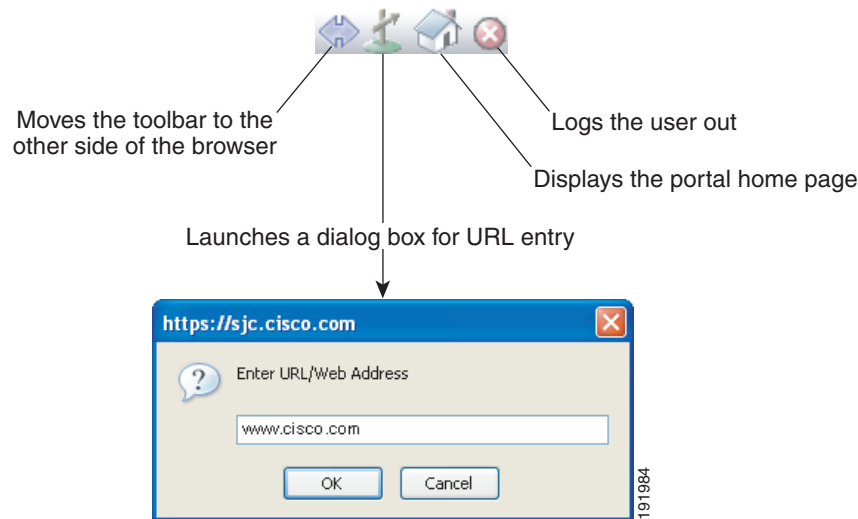 Moves the toolbar to the
other side of the browser
Logs the user out
Displays the portal home page
Launches a dialog box for URL entry
https://sjc.cisco.com
Enter URL/Web Address
www.cisco.com
OK
Cancel
191984